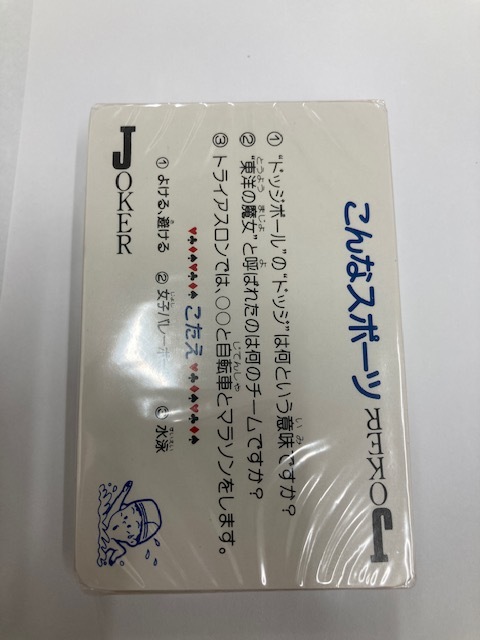 こんなスポーツ
JOKER
① “ドッジボール”の“ドッジ”は何という意味ですか?
② “東洋の魔女”と呼ばれたのは何のチームですか?
③ トライアスロンでは、○○と自転車とマラソンをします。
♥♣♦♠♥♣♦♠ こたえ ♥♣♦♠♥♣♦♠
① よける、避ける ② 女子バレーボール ③ 水泳
JOKER